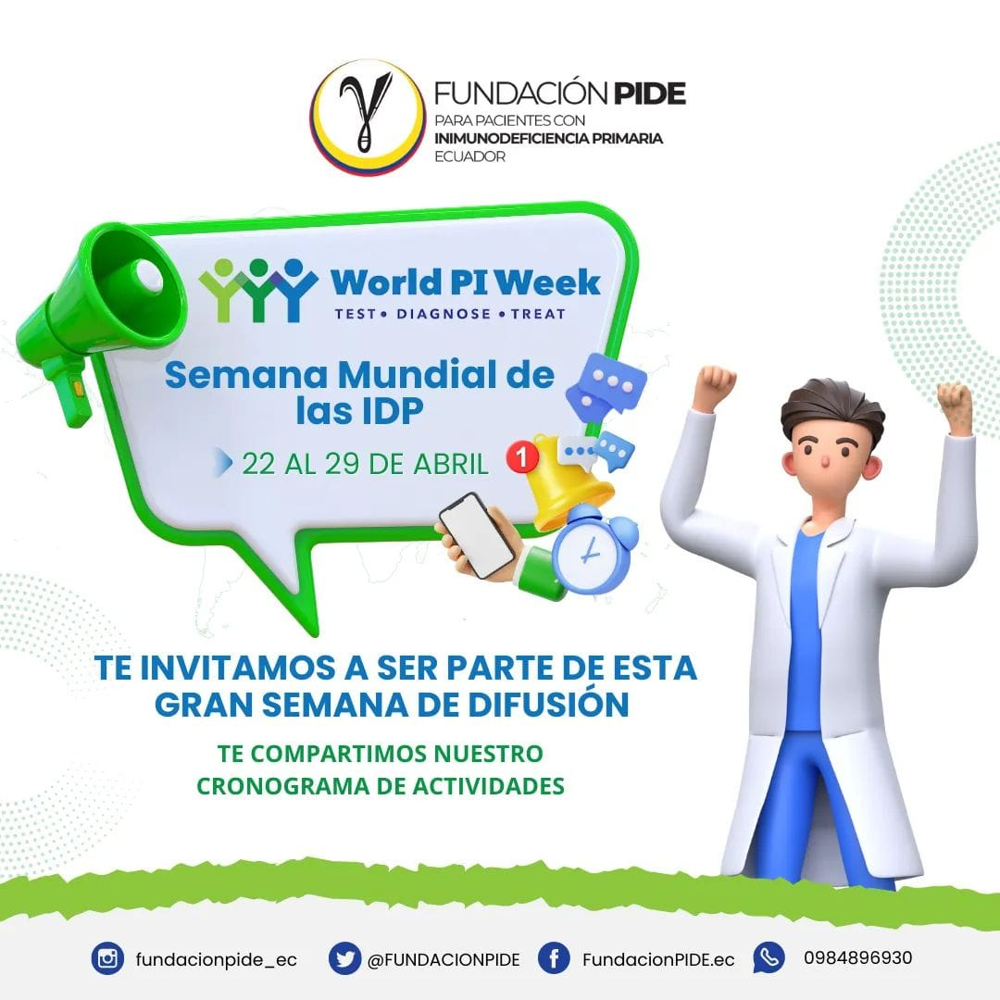 FUNDACIÓN PIDE
PARA PACIENTES CON
INIMUNODEFICIENCIA PRIMARIA
ECUADOR
World PI Week
TEST • DIAGNOSE • TREAT
Semana Mundial de
las IDP
22 AL 29 DE ABRIL
1
TE INVITAMOS A SER PARTE DE ESTA
GRAN SEMANA DE DIFUSIÓN
TE COMPARTIMOS NUESTRO
CRONOGRAMA DE ACTIVIDADES
fundacionpide_ec @FUNDACIONPIDE FundacionPIDE.ec 0984896930